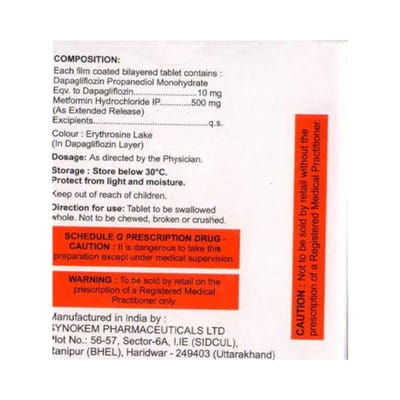 COMPOSITION:
Each film coated bilayered tablet contains :
Dapagliflozin Propanediol Monohydrate
Eqv. to Dapagliflozin......................10 mg
Metformin Hydrochloride IP.............500 mg
(As Extended Release)
Excipients..........................................q.s.
Colour : Erythrosine Lake
(In Dapagliflozin Layer)
Dosage: As directed by the Physician.
Storage : Store below 30°C.
Protect from light and moisture.
Keep out of reach of children.
Direction for use: Tablet to be swallowed
whole. Not to be chewed, broken or crushed.
SCHEDULE G PRESCRIPTION DRUG -
CAUTION : It is dangerous to take this
preparation except under medical supervision.
WARNING : To be sold by retail on the
prescription of a Registered Medical
Practitioner only.
Manufactured in India by :
SYNOKEM PHARMACEUTICALS LTD
Plot No.: 56-57, Sector-6A, I.IE (SIDCUL),
Ranipur (BHEL), Haridwar - 249403 (Uttarakhand)
CAUTION : Not to be sold by retail without the
prescription of a Registered Medical Practitioner.